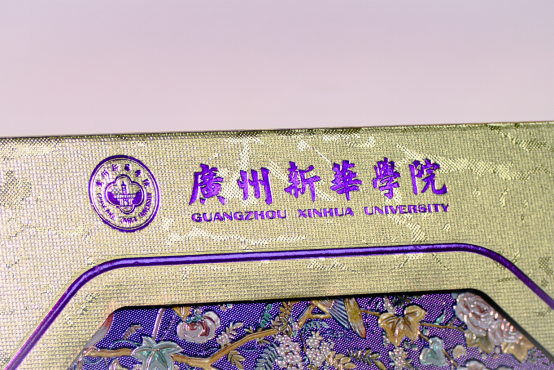 廣州新華學院
GUANGZHOU XINHUA UNIVERSITY